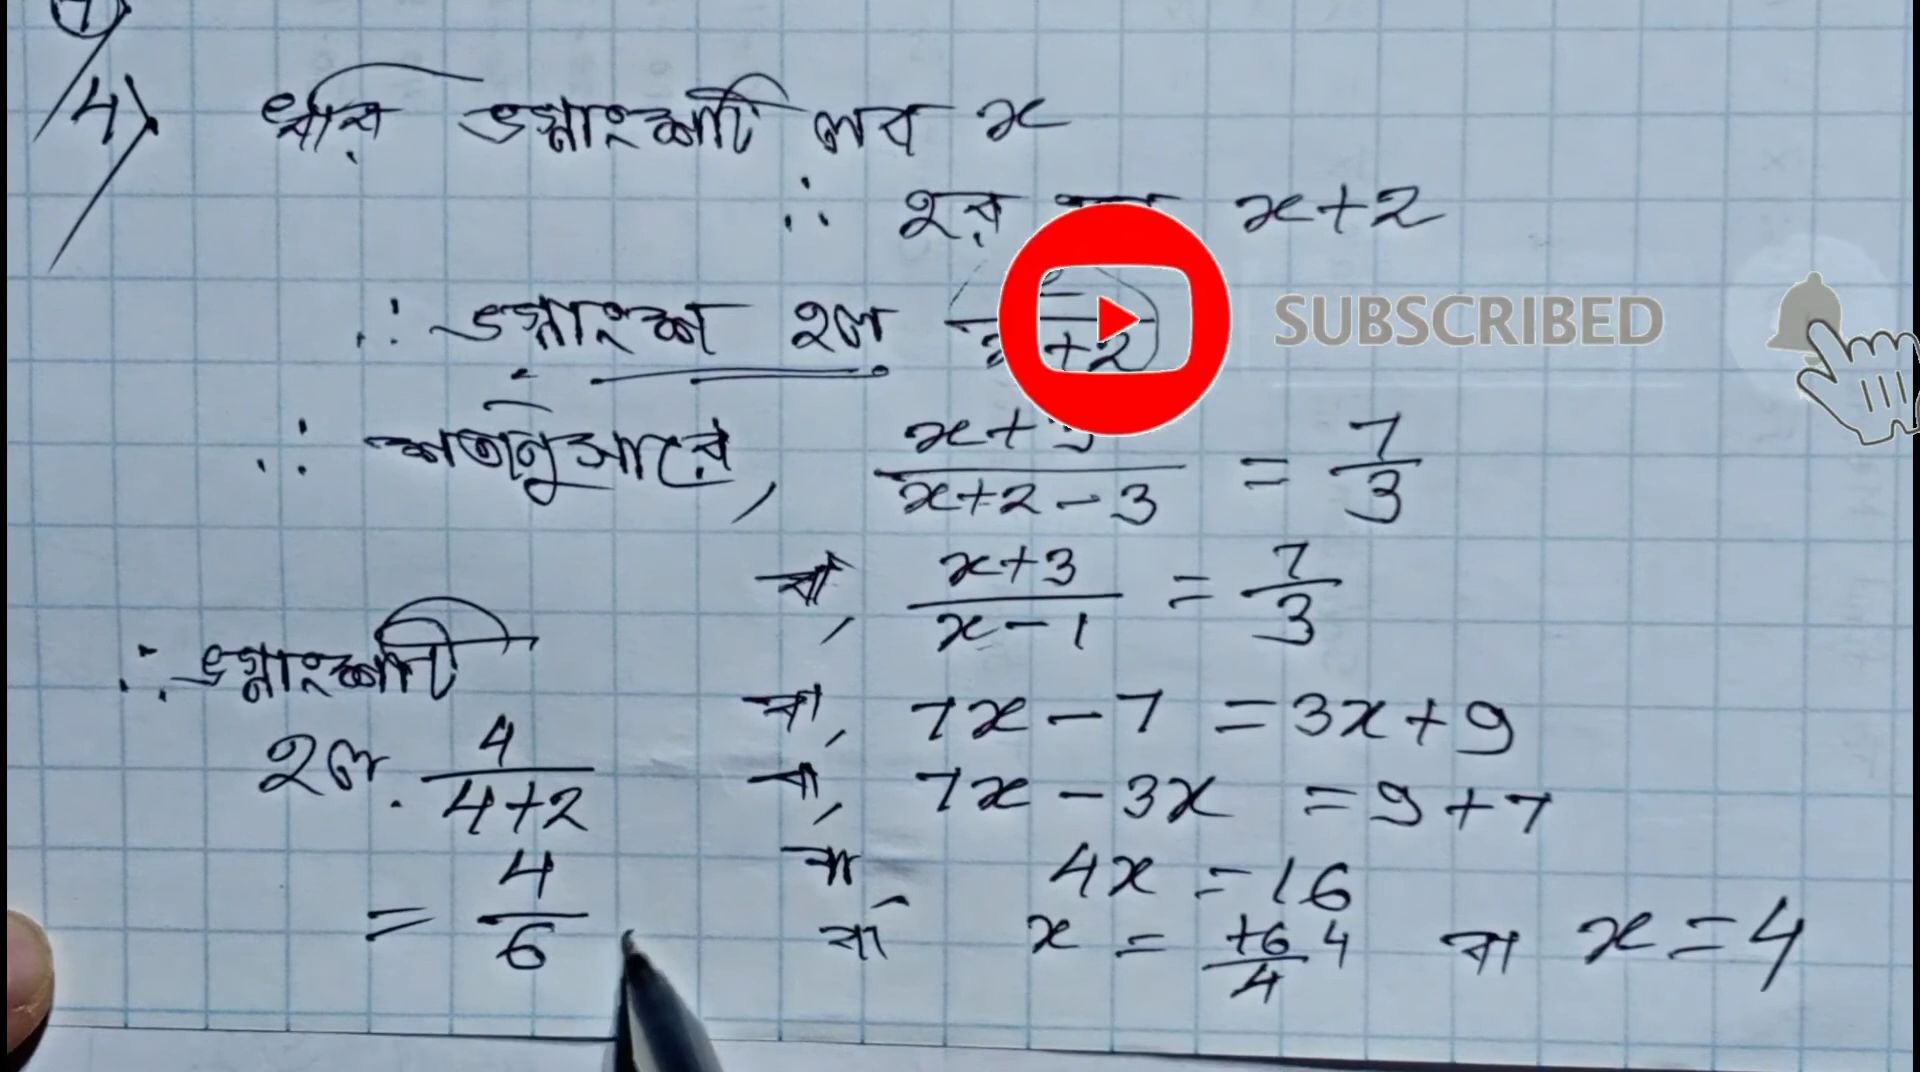 4)
ধরি ভগ্নাংশটি লব x
∴ হর x+2
∴ ভগ্নাংশ হল x+2
SUBSCRIBED
∴ শর্তানুসারে, x+3/x+2-3 = 7/3
বা, x+3/x-1 = 7/3
বা, 7x-7 = 3x+9
বা, 7x-3x = 9+7
বা 4x = 16
বা x = 16/4 4 বা x = 4
∴ ভগ্নাংশটি
হল. 4/4+2
= 4/6